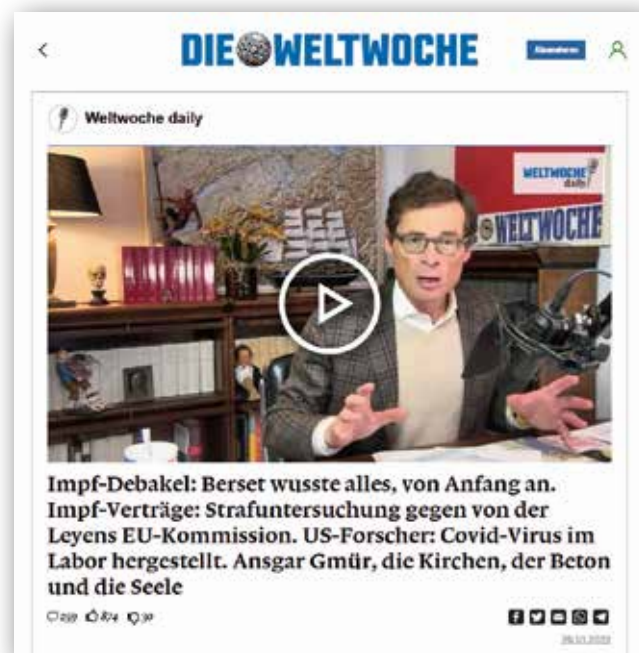 DIE WELTWOCHE
Abonnieren
Weltwoche daily
WELTWOCHE
daily
WELTWOCHE
Impf-Debakel: Berset wusste alles, von Anfang an.
Impf-Verträge: Strafuntersuchung gegen von der
Leyens EU-Kommission. US-Forscher: Covid-Virus im
Labor hergestellt. Ansgar Gmür, die Kirchen, der Beton
und die Seele
874